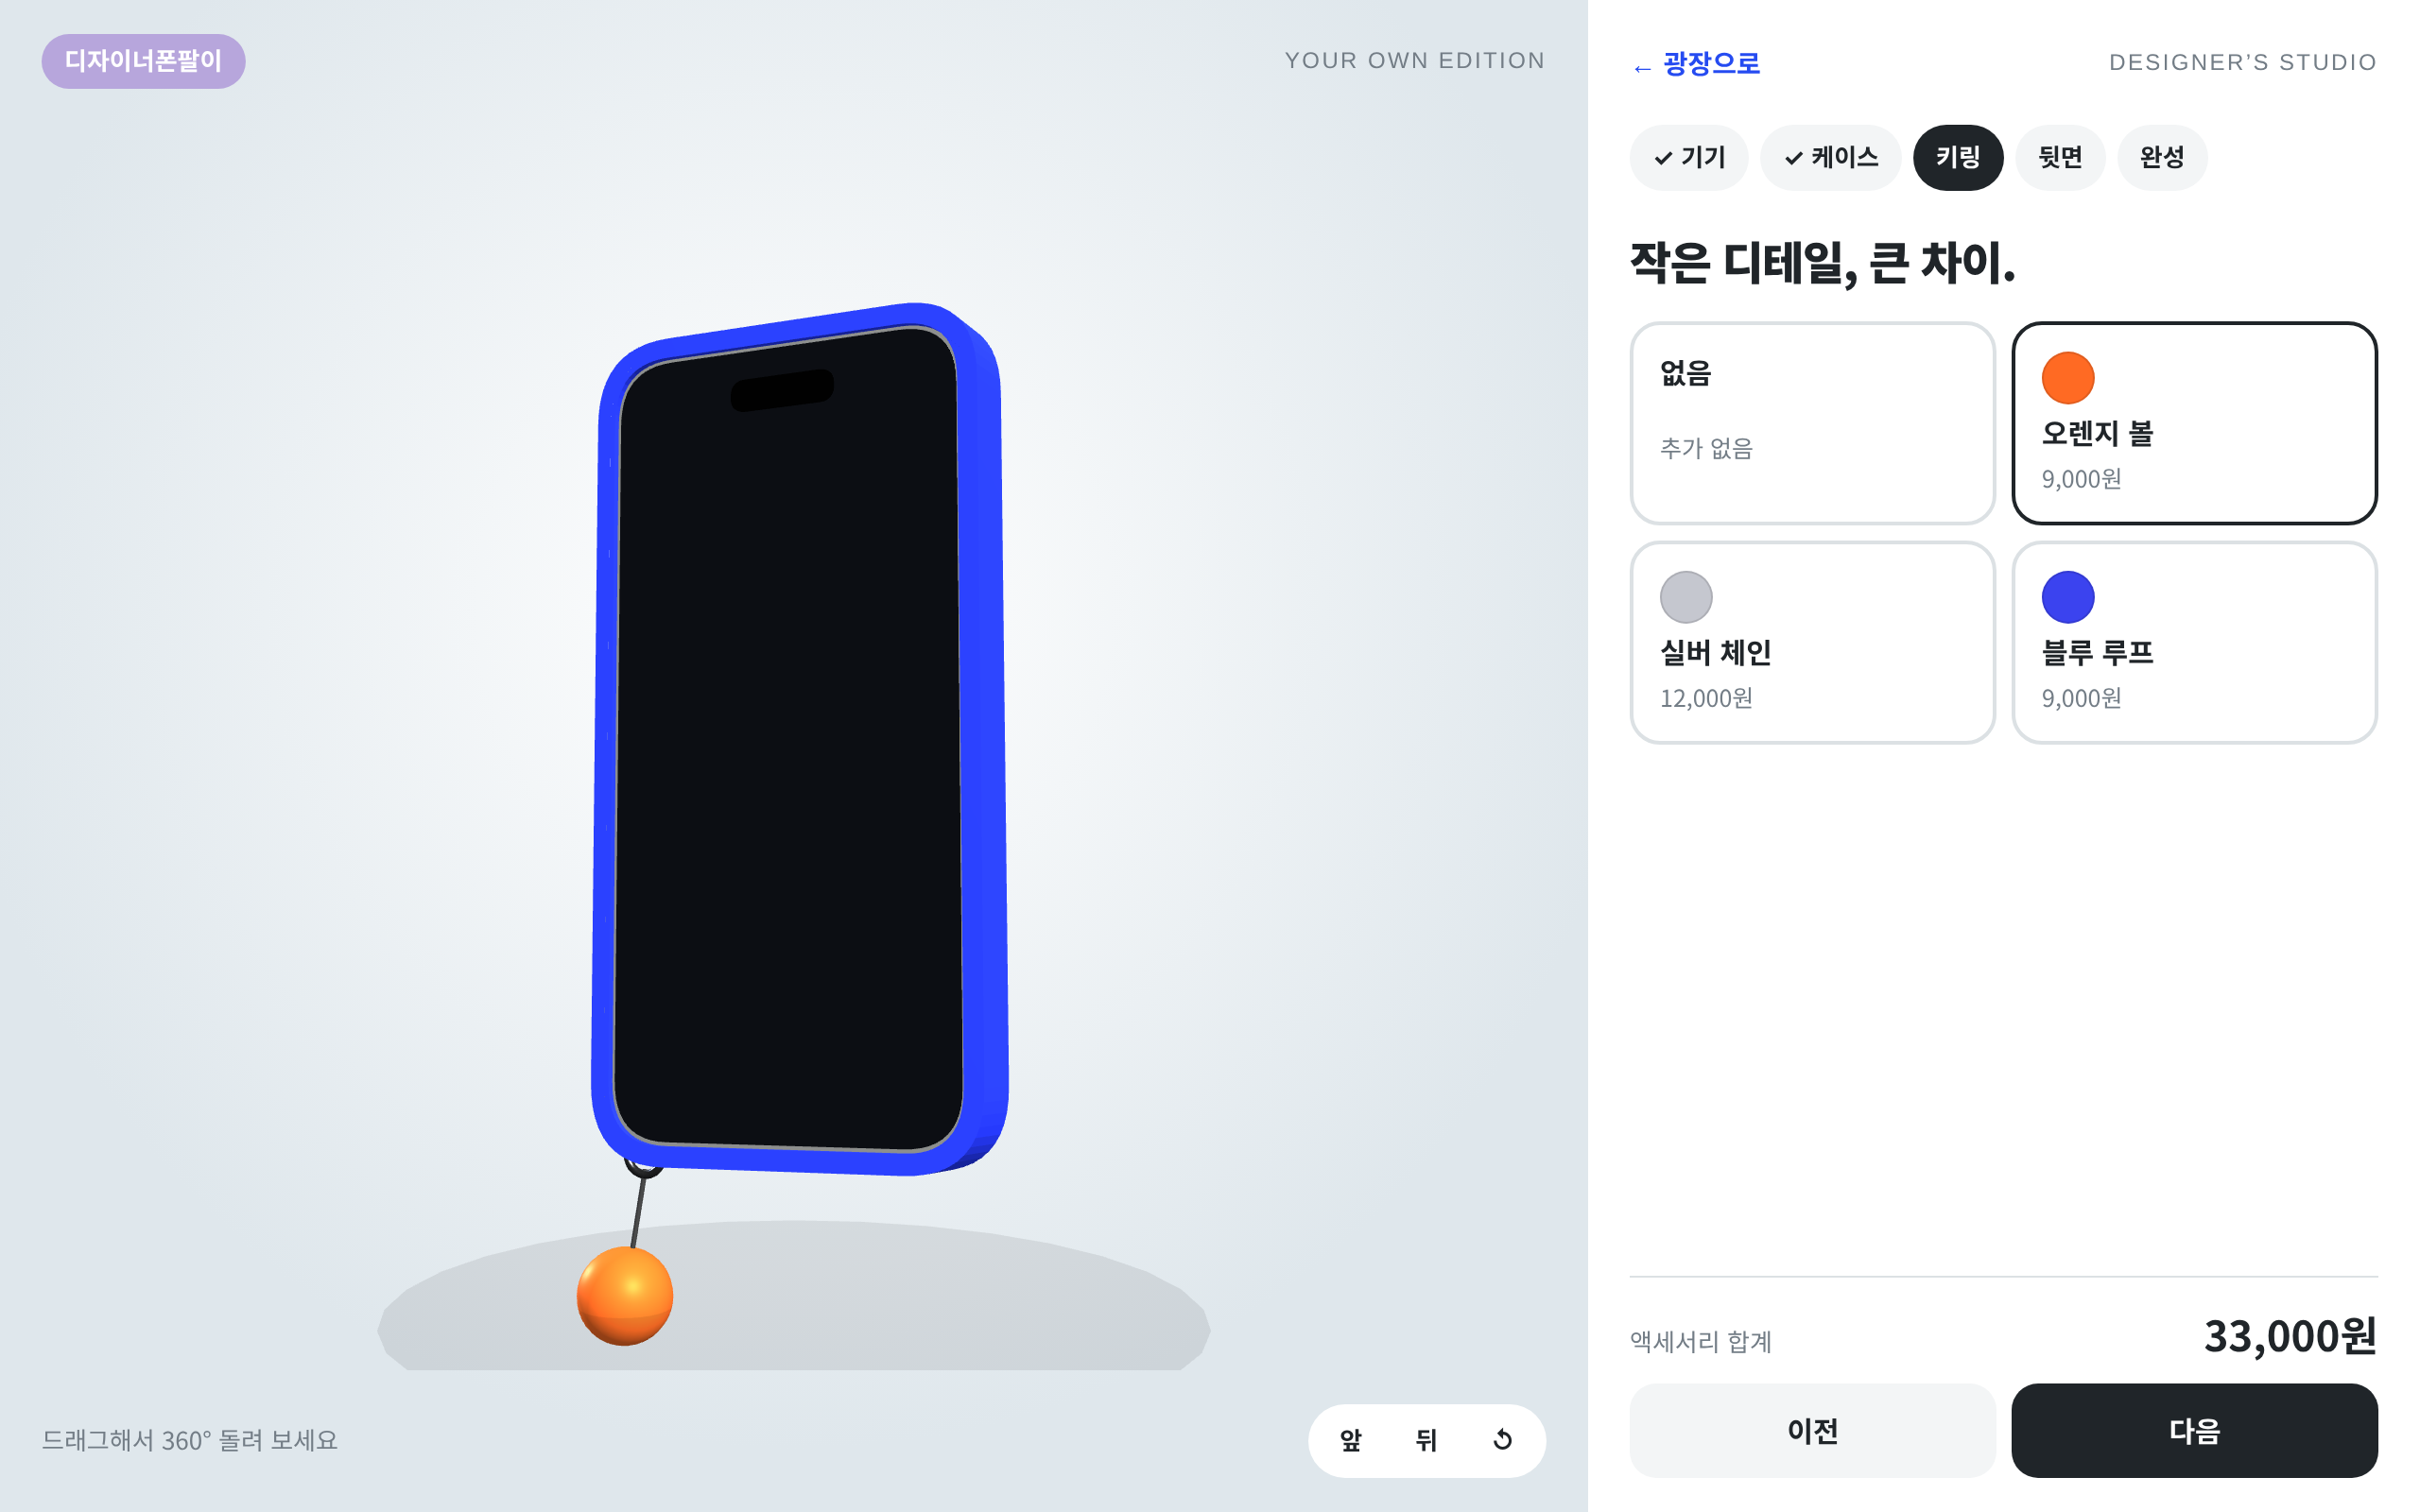 디자이너폰팔이
YOUR OWN EDITION
드래그해서 360° 돌려 보세요
앞 뒤
← 광장으로
DESIGNER’S STUDIO
✓ 기기
✓ 케이스
키링
뒷면
완성
작은 디테일, 큰 차이.
없음
추가 없음
오렌지 볼
9,000원
실버 체인
12,000원
블루 루프
9,000원
액세서리 합계
33,000원
이전
다음